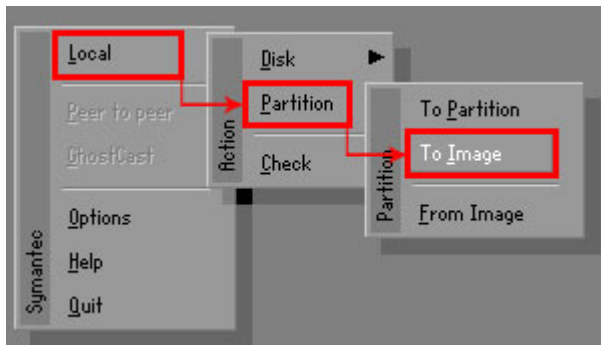 Local
Peer to peer
GhostCast
Options
Help
Quit
Symantec
Disk
Partition
Check
Action
To Partition
To Image
From Image
Partition